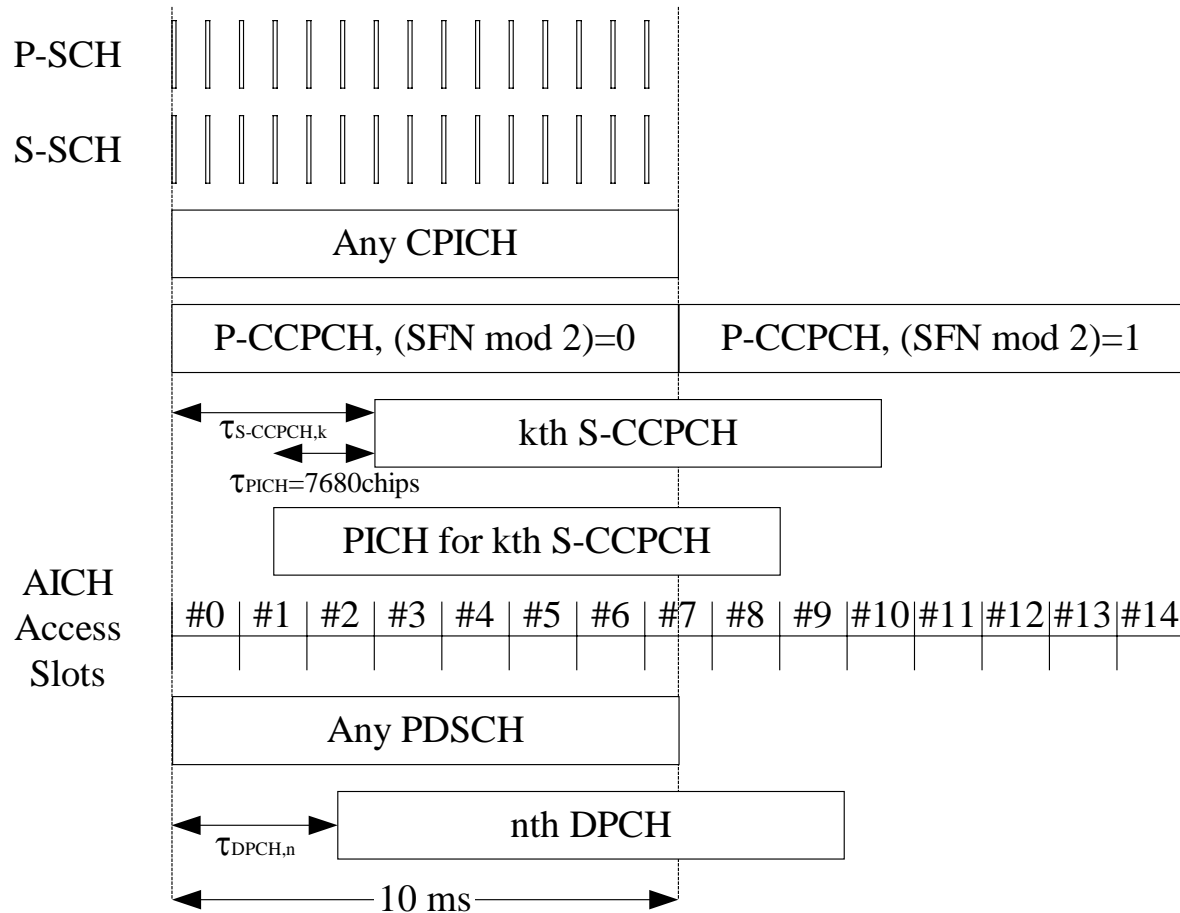 P-SCH
S-SCH
Any CPICH
P-CCPCH, (SFN mod 2)=0
P-CCPCH, (SFN mod 2)=1
τS-CCPCH,k
kth S-CCPCH
τPICH=7680chips
PICH for kth S-CCPCH
AICH
Access
Slots
#0 #1 #2 #3 #4 #5 #6 #7 #8 #9 #10 #11 #12 #13 #14
Any PDSCH
τDPCH,n
nth DPCH
10 ms